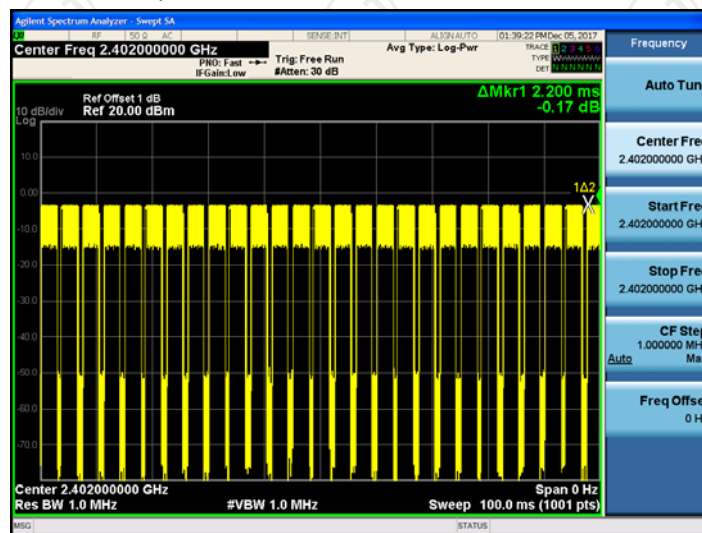 Agilent Spectrum Analyzer - Swept SA
RF 50 Ω AC SENSE:INT ALIGN AUTO 01:39:22 PM Dec 05, 2017
Center Freq 2.402000000 GHz
Avg Type: Log-Pwr
TRACE 1 2 3 4 5 6
PNO: Fast Trig: Free Run
TYPE
IFGain:Low #Atten: 30 dB
DET N N N N N N
Frequency
Auto Tun
ΔMkr1 2.200 ms
-0.17 dB
Ref Offset 1 dB
10 dB/div Ref 20.00 dBm
Log
10.0
0.00
-10.0
-20.0
-30.0
-40.0
-50.0
-60.0
-70.0
1Δ2
Center Fre
2.402000000 GH
Start Fre
2.402000000 GH
Stop Fre
2.402000000 GH
CF Ste
1.000000 MH
Auto Ma
Freq Offse
0 H
Center 2.402000000 GHz Span 0 Hz
Res BW 1.0 MHz #VBW 1.0 MHz Sweep 100.0 ms (1001 pts)
MSG STATUS